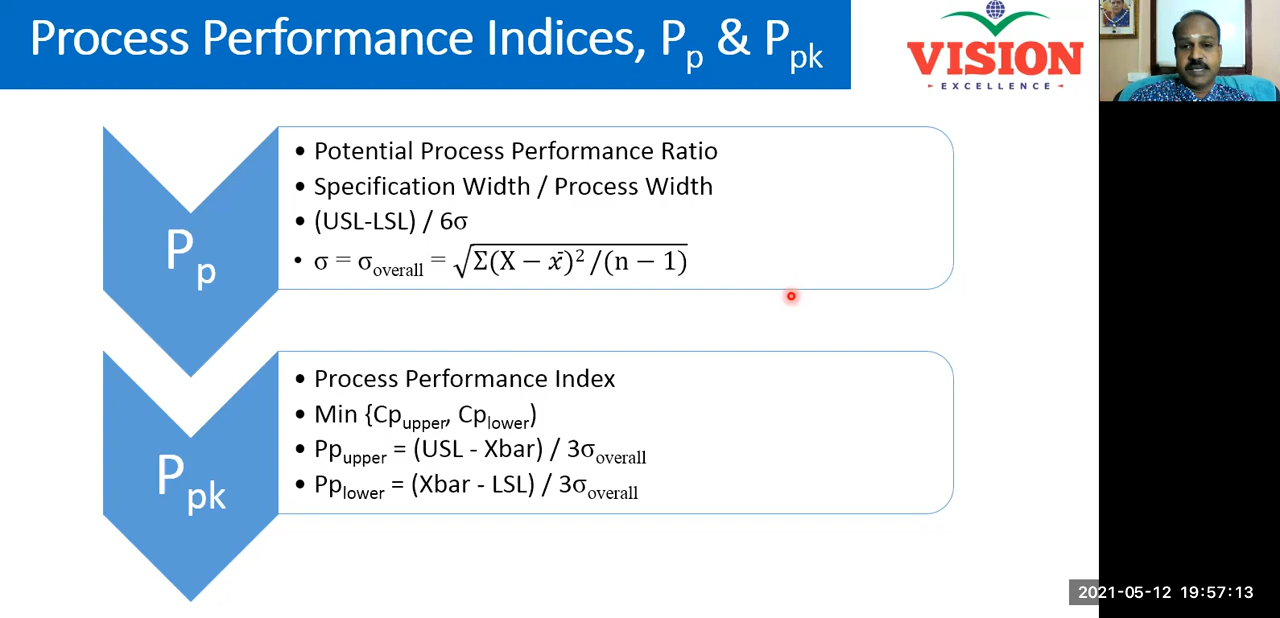 Process Performance Indices, Pp & Ppk
VISION
EXCELLENCE
Pp
• Potential Process Performance Ratio
• Specification Width / Process Width
• (USL-LSL) / 6σ
• σ = σoverall = √Σ(X − x̄)² /(n − 1)
Ppk
• Process Performance Index
• Min {Cpupper, Cplower)
• Ppupper = (USL - Xbar) / 3σoverall
• Pplower = (Xbar - LSL) / 3σoverall
2021-05-12 19:57:13